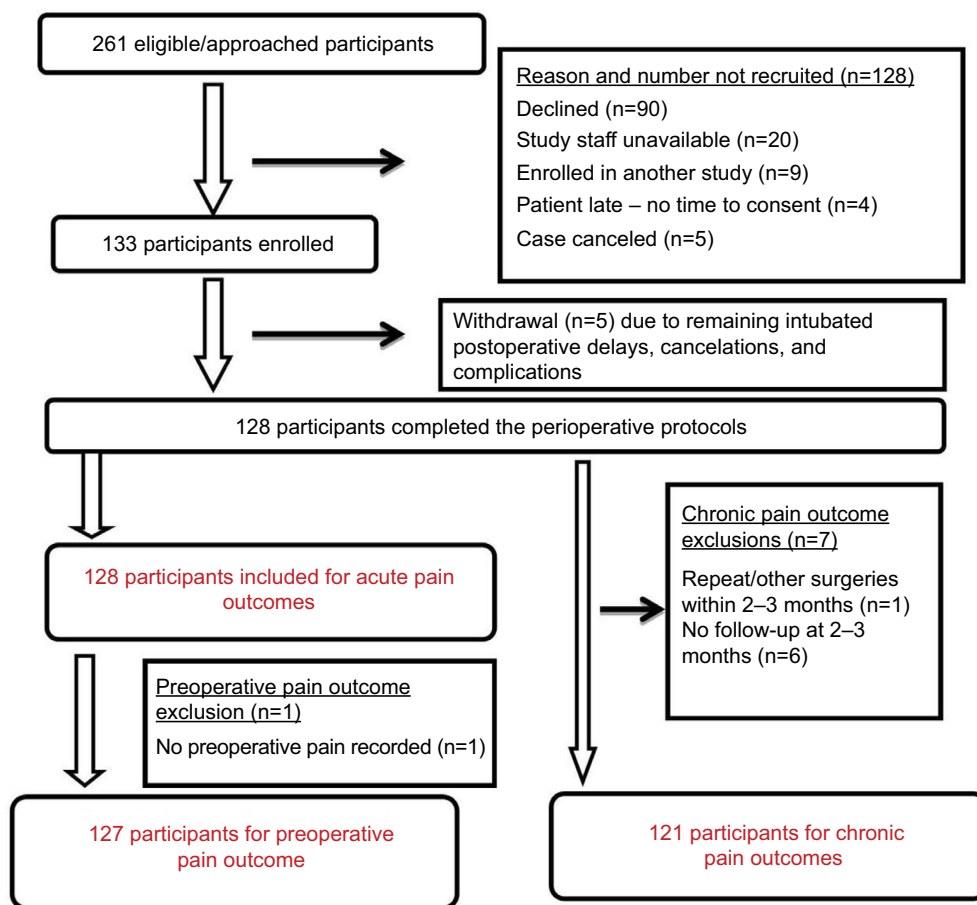 261 eligible/approached participants
Reason and number not recruited (n=128)
Declined (n=90)
Study staff unavailable (n=20)
Enrolled in another study (n=9)
Patient late – no time to consent (n=4)
Case canceled (n=5)
133 participants enrolled
Withdrawal (n=5) due to remaining intubated
postoperative delays, cancelations, and
complications
128 participants completed the perioperative protocols
128 participants included for acute pain
outcomes
Chronic pain outcome
exclusions (n=7)
Repeat/other surgeries
within 2–3 months (n=1)
No follow-up at 2–3
months (n=6)
Preoperative pain outcome
exclusion (n=1)
No preoperative pain recorded (n=1)
127 participants for preoperative
pain outcome
121 participants for chronic
pain outcomes